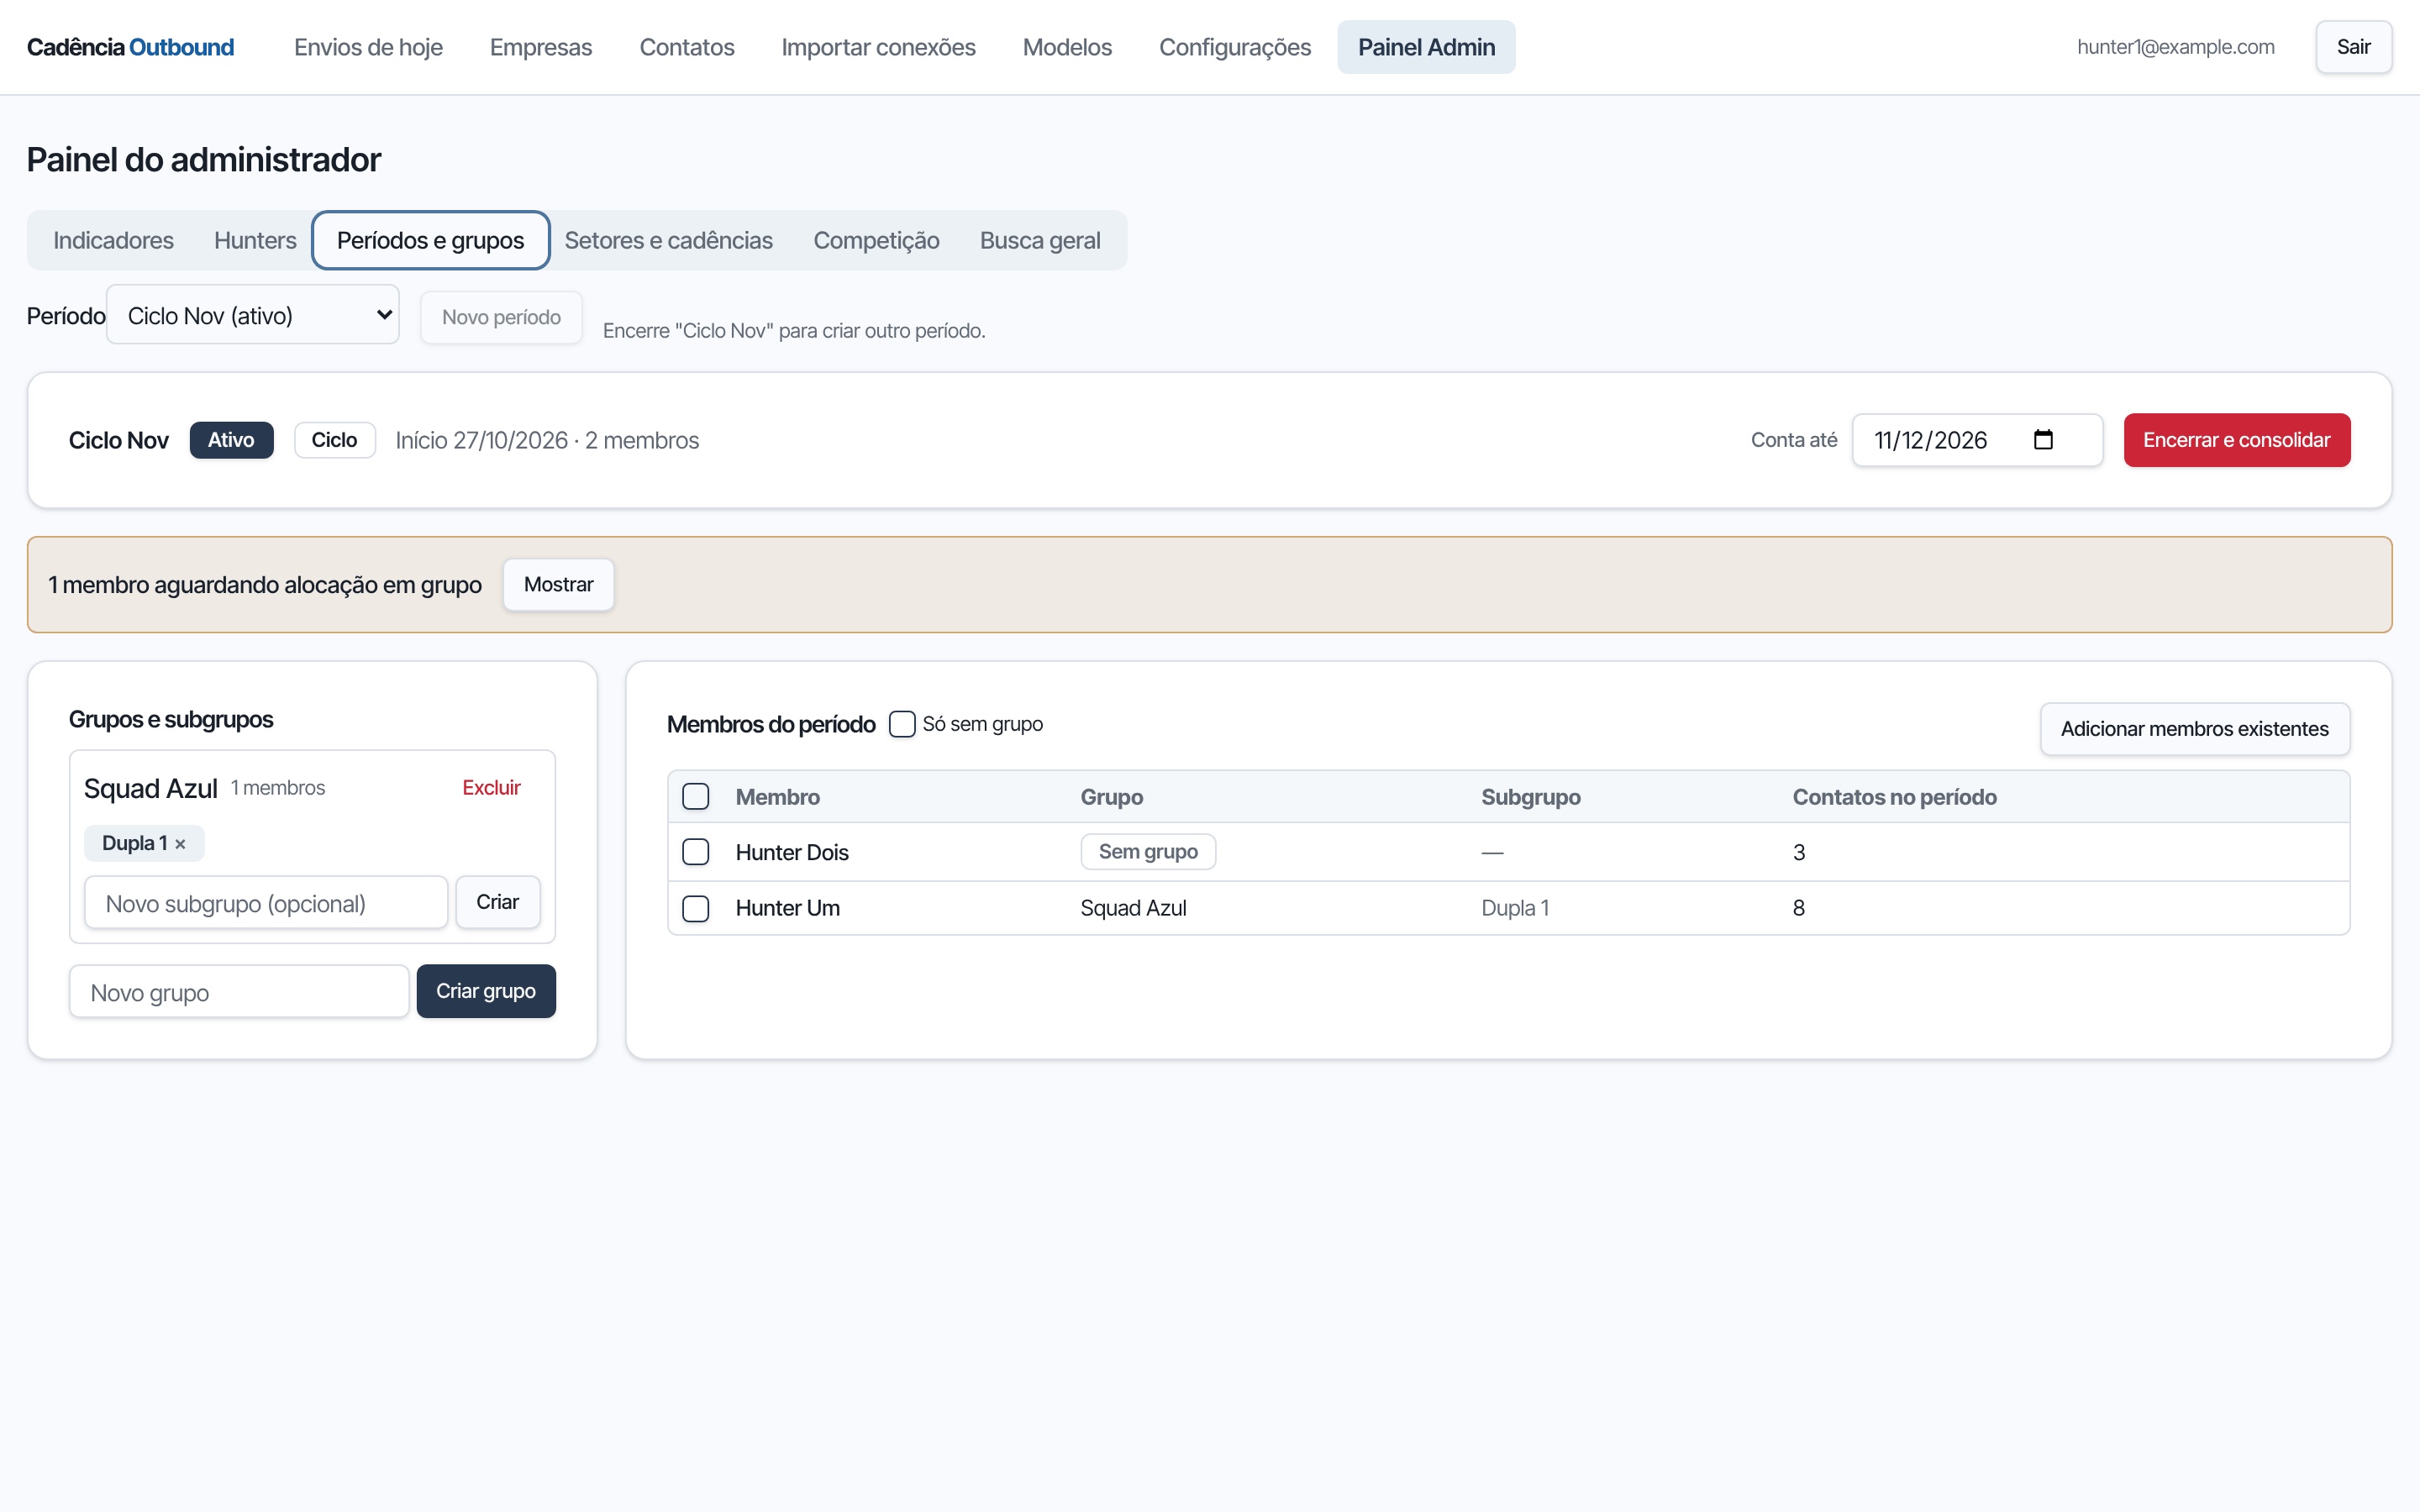 Cadência Outbound Envios de hoje Empresas Contatos Importar conexões Modelos Configurações Painel Admin hunter1@example.com Sair
Painel do administrador
Indicadores Hunters Períodos e grupos Setores e cadências Competição Busca geral
Período Ciclo Nov (ativo) Novo período Encerre "Ciclo Nov" para criar outro período.
Ciclo Nov Ativo Ciclo Início 27/10/2026 · 2 membros Conta até 11/12/2026 Encerrar e consolidar
1 membro aguardando alocação em grupo Mostrar
Grupos e subgrupos
Squad Azul 1 membros Excluir
Dupla 1 ×
Novo subgrupo (opcional) Criar
Novo grupo Criar grupo
Membros do período Só sem grupo Adicionar membros existentes
Membro Grupo Subgrupo Contatos no período
Hunter Dois Sem grupo — 3
Hunter Um Squad Azul Dupla 1 8